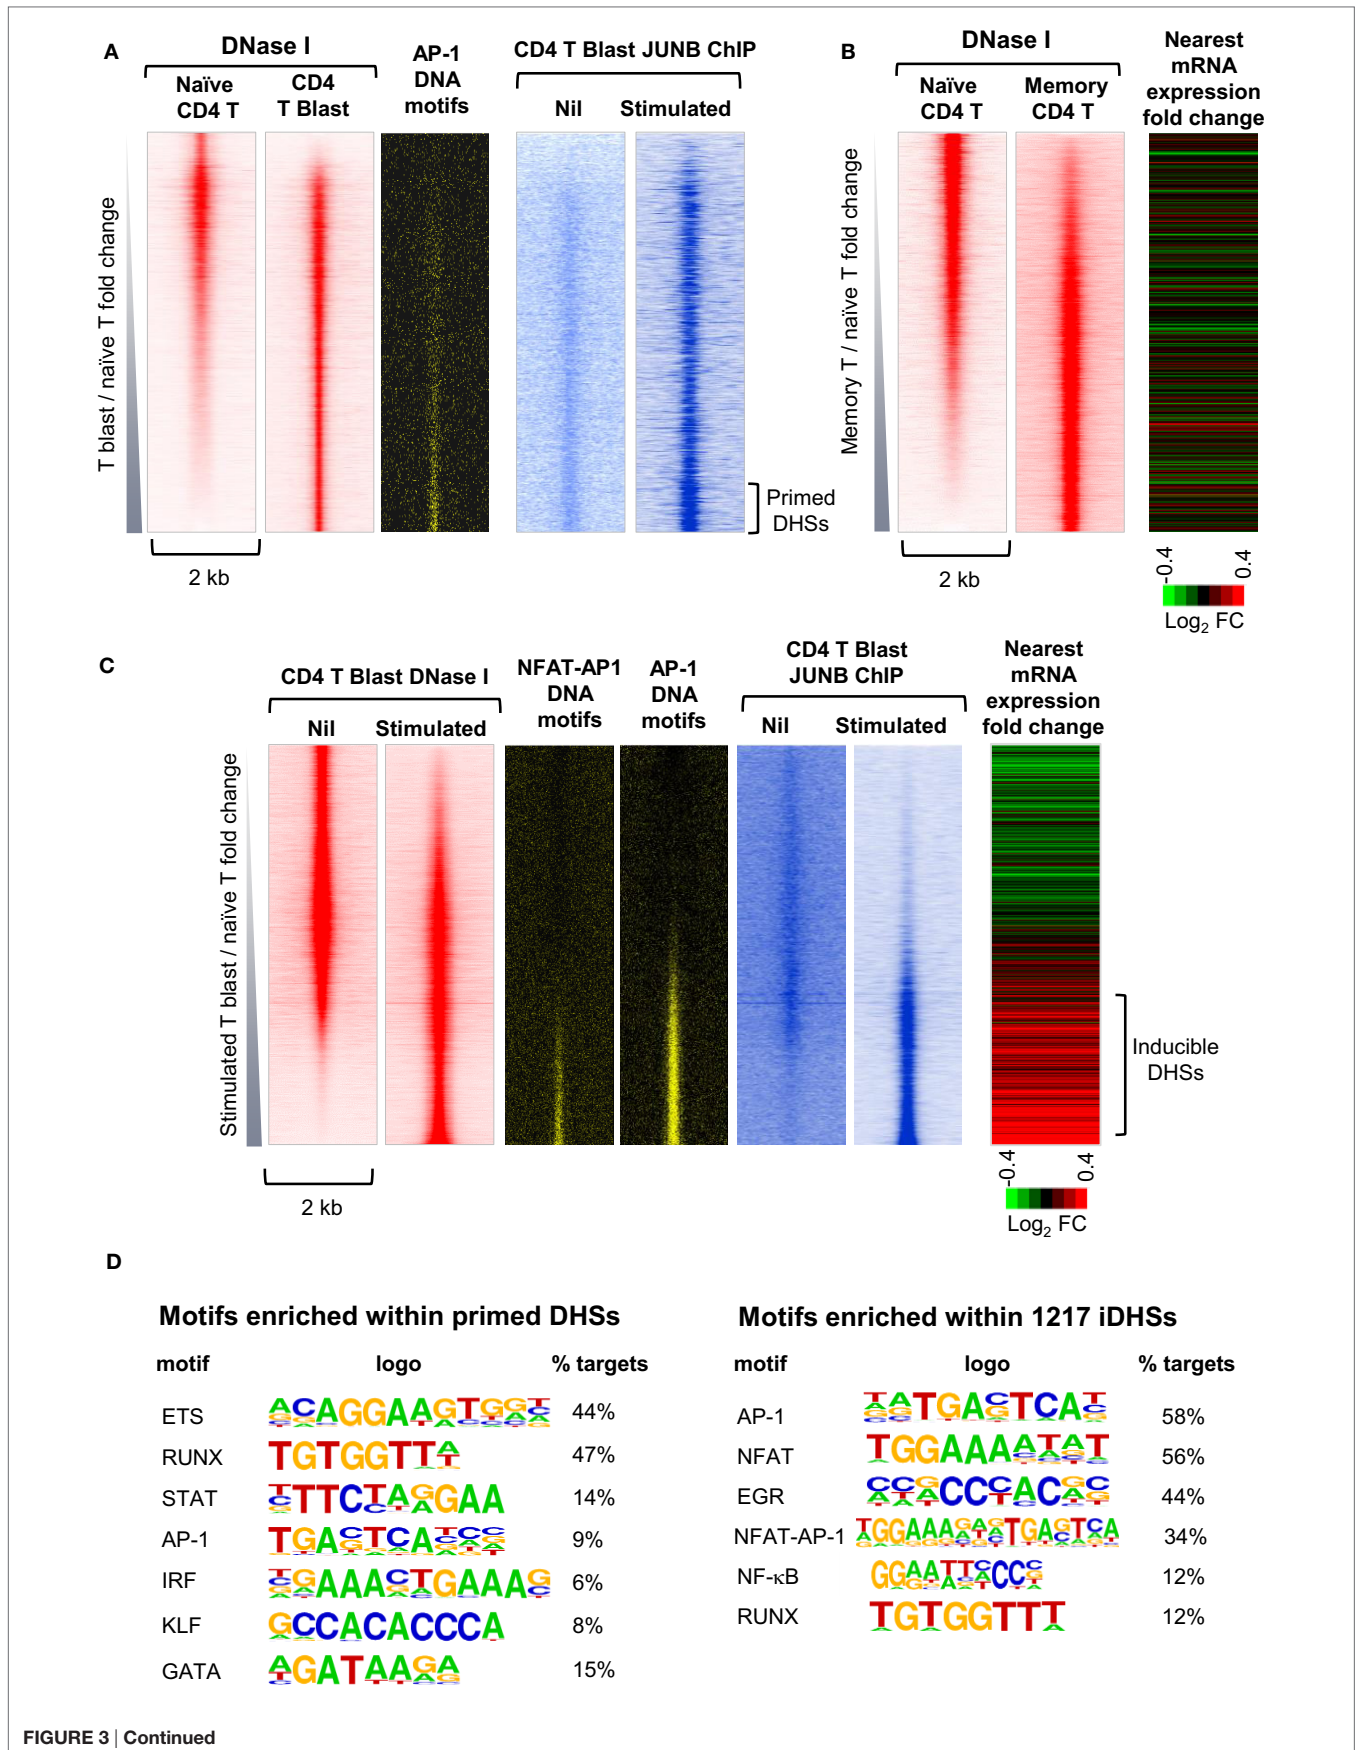 A
DNase I
Naïve
CD4 T
CD4
T Blast
AP-1
DNA
motifs
CD4 T Blast JUNB ChIP
Nil
Stimulated
T blast / naïve T fold change
Primed
DHSs
2 kb
B
DNase I
Naïve
CD4 T
Memory
CD4 T
Nearest
mRNA
expression
fold change
Memory T / naïve T fold change
2 kb
-0.4
0.4
Log2 FC
C
CD4 T Blast DNase I
Nil
Stimulated
NFAT-AP1
DNA
motifs
AP-1
DNA
motifs
CD4 T Blast
JUNB ChIP
Nil
Stimulated
Nearest
mRNA
expression
fold change
Stimulated T blast / naïve T fold change
Inducible
DHSs
2 kb
-0.4
0.4
Log2 FC
D
Motifs enriched within primed DHSs
motif logo % targets
ETS ACAGGAAGTGGT 44%
RUNX TGTGGTTA 47%
STAT TTTCTAGGAA 14%
AP-1 TGAGTCATCC 9%
IRF TGAAACTGAAAG 6%
KLF GCCACACCCA 8%
GATA AGATAAGA 15%
Motifs enriched within 1217 iDHSs
motif logo % targets
AP-1 TATGACTCAT 58%
NFAT TGGAAAATAT 56%
EGR CCGCCCACGC 44%
NFAT-AP-1 TGGAAAGAGTGAGTCA 34%
NF-κB GGAATTCCCC 12%
RUNX TGTGGTTT 12%
FIGURE 3 | Continued